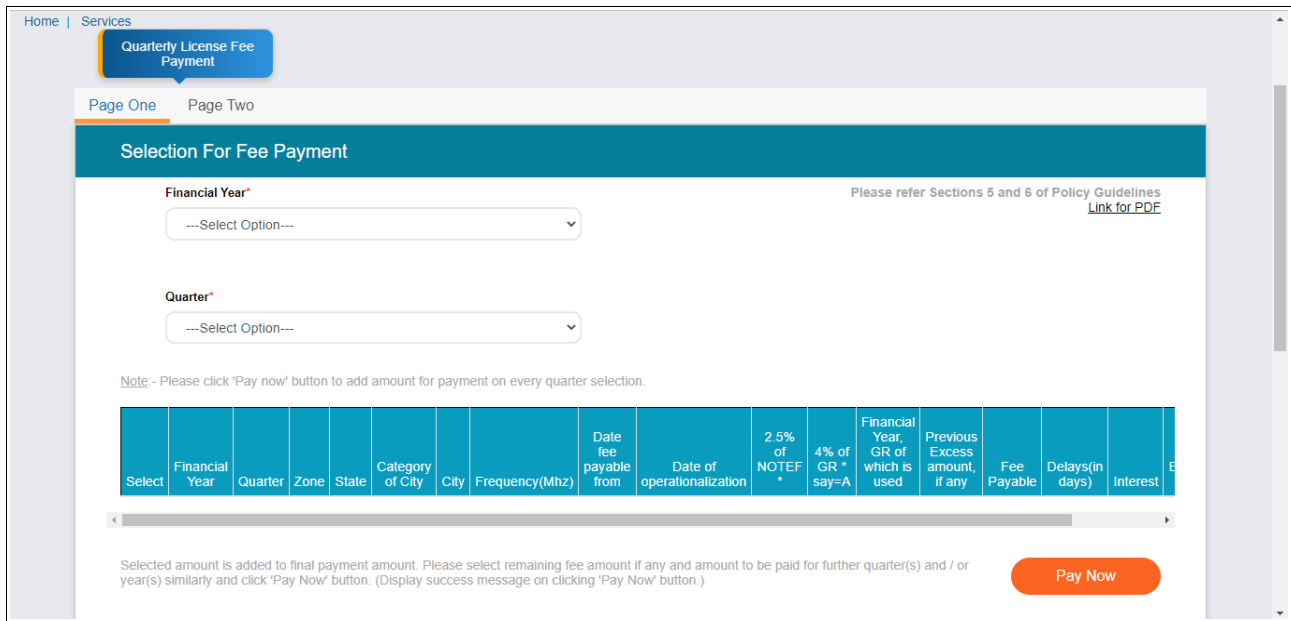 Home | Services
Quarterly License Fee
Payment
Page One Page Two
Selection For Fee Payment
Financial Year*
Please refer Sections 5 and 6 of Policy Guidelines
Link for PDF
---Select Option---
Quarter*
---Select Option---
Note:- Please click 'Pay now' button to add amount for payment on every quarter selection.
Select
Financial
Year
Quarter
Zone
State
Category
of City
City
Frequency(Mhz)
Date
fee
payable
from
Date of
operationalization
2.5%
of
NOTEF
*
4% of
GR *
say=A
Financial
Year,
GR of
which is
used
Previous
Excess
amount,
if any
Fee
Payable
Delays(in
days)
Interest
Selected amount is added to final payment amount. Please select remaining fee amount if any and amount to be paid for further quarter(s) and / or
year(s) similarly and click 'Pay Now' button. (Display success message on clicking 'Pay Now' button.)
Pay Now